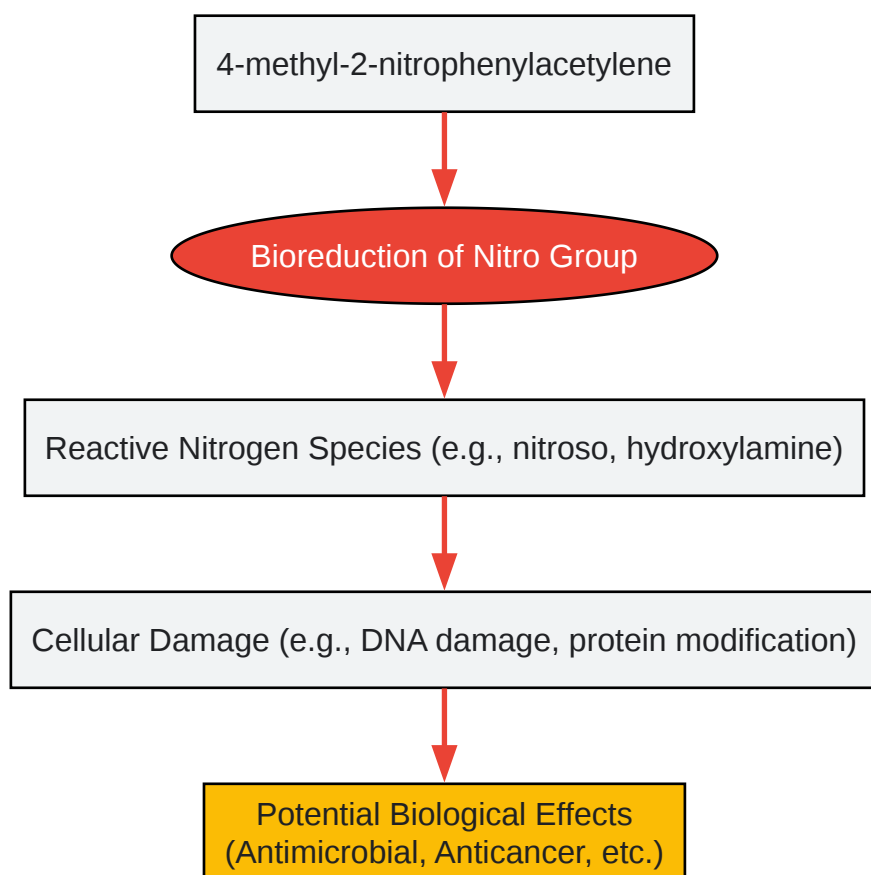 4-methyl-2-nitrophenylacetylene
Bioreduction of Nitro Group
Reactive Nitrogen Species (e.g., nitroso, hydroxylamine)
Cellular Damage (e.g., DNA damage, protein modification)
Potential Biological Effects
(Antimicrobial, Anticancer, etc.)